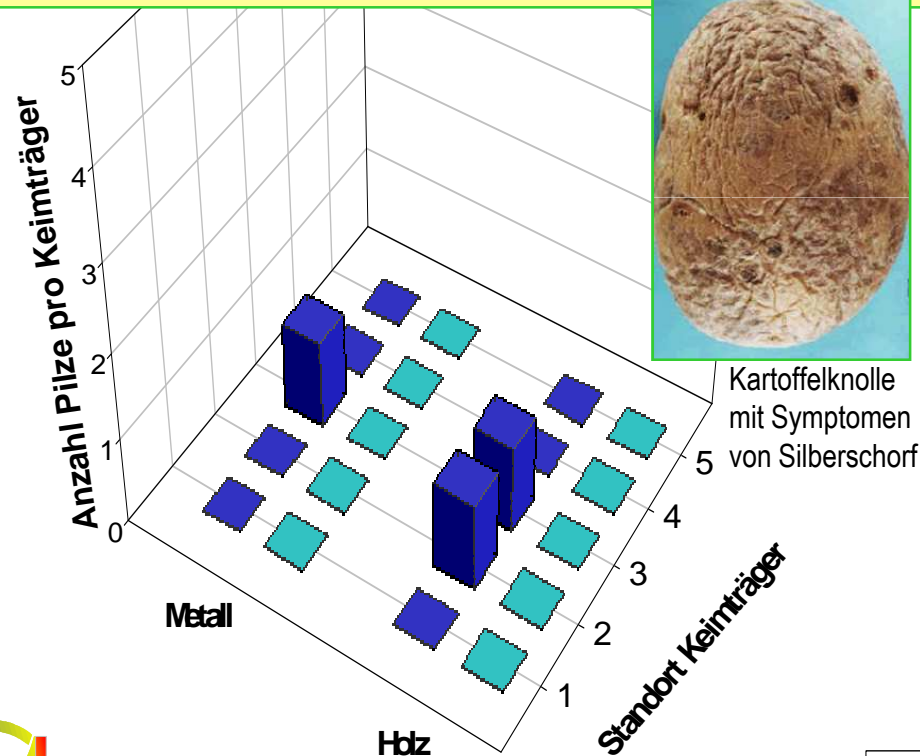 Anzahl Pilze pro Keimträger
5
4
3
2
1
0
Metall
Holz
1
2
3
4
5
Standort Keimträger
Kartoffelknolle
mit Symptomen
von Silberschorf